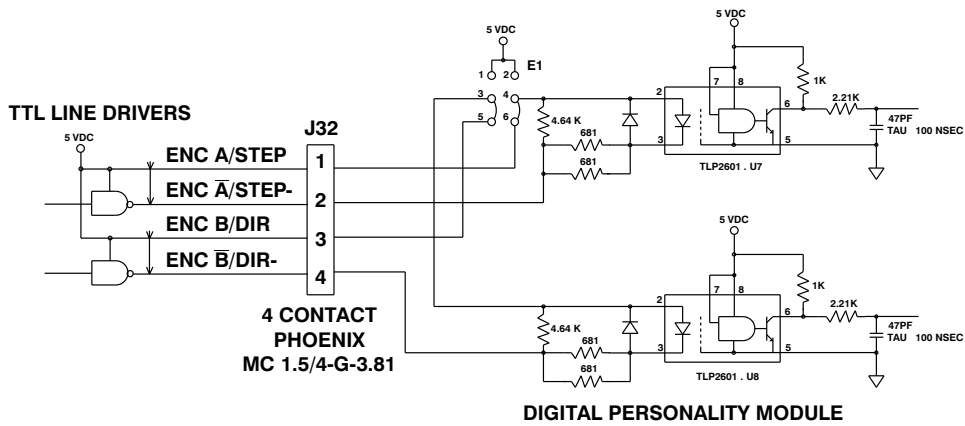 5 VDC
1 2 E1
3 4
5 6
TTL LINE DRIVERS
5 VDC
J32
ENC A/STEP 1
ENC A̅/STEP- 2
ENC B/DIR 3
ENC B̅/DIR- 4
4 CONTACT
PHOENIX
MC 1.5/4-G-3.81
5 VDC
7 8
1K
2 6 2.21K
4.64 K
681
3 5
681
47PF
TAU 100 NSEC
TLP2601 . U7
5 VDC
7 8
1K
2 6 2.21K
4.64 K
681
3 5
681
47PF
TAU 100 NSEC
TLP2601 . U8
DIGITAL PERSONALITY MODULE